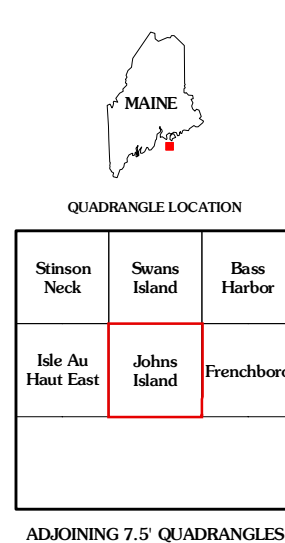 MAINE
QUADRANGLE LOCATION
Stinson Neck
Swans Island
Bass Harbor
Isle Au Haut East
Johns Island
Frenchboro
ADJOINING 7.5' QUADRANGLES